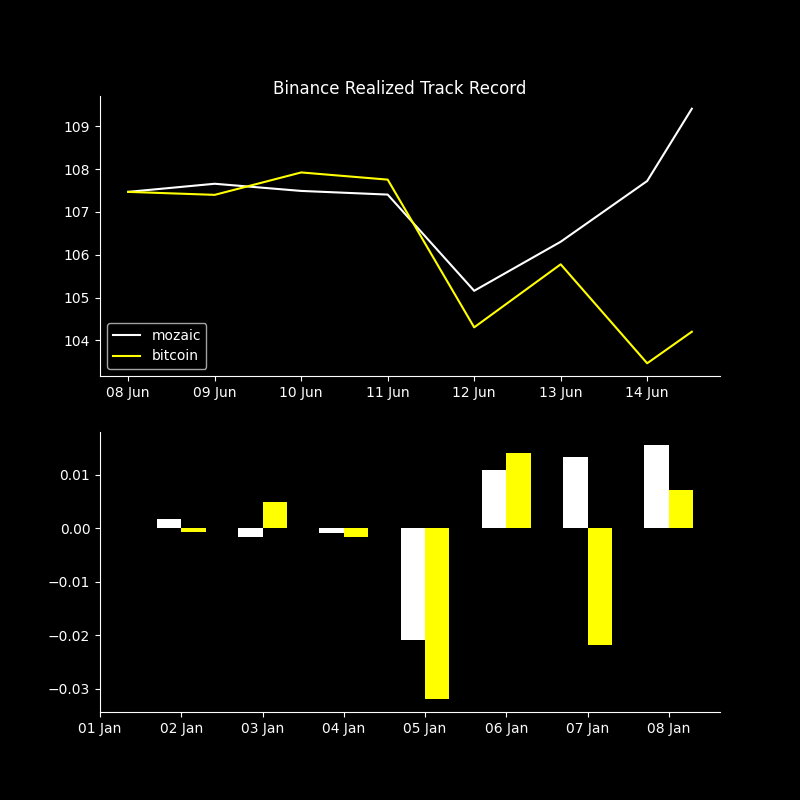 Binance Realized Track Record
109
108
107
106
105
104
mozaic
bitcoin
08 Jun 09 Jun 10 Jun 11 Jun 12 Jun 13 Jun 14 Jun
0.01
0.00
−0.01
−0.02
−0.03
01 Jan 02 Jan 03 Jan 04 Jan 05 Jan 06 Jan 07 Jan 08 Jan